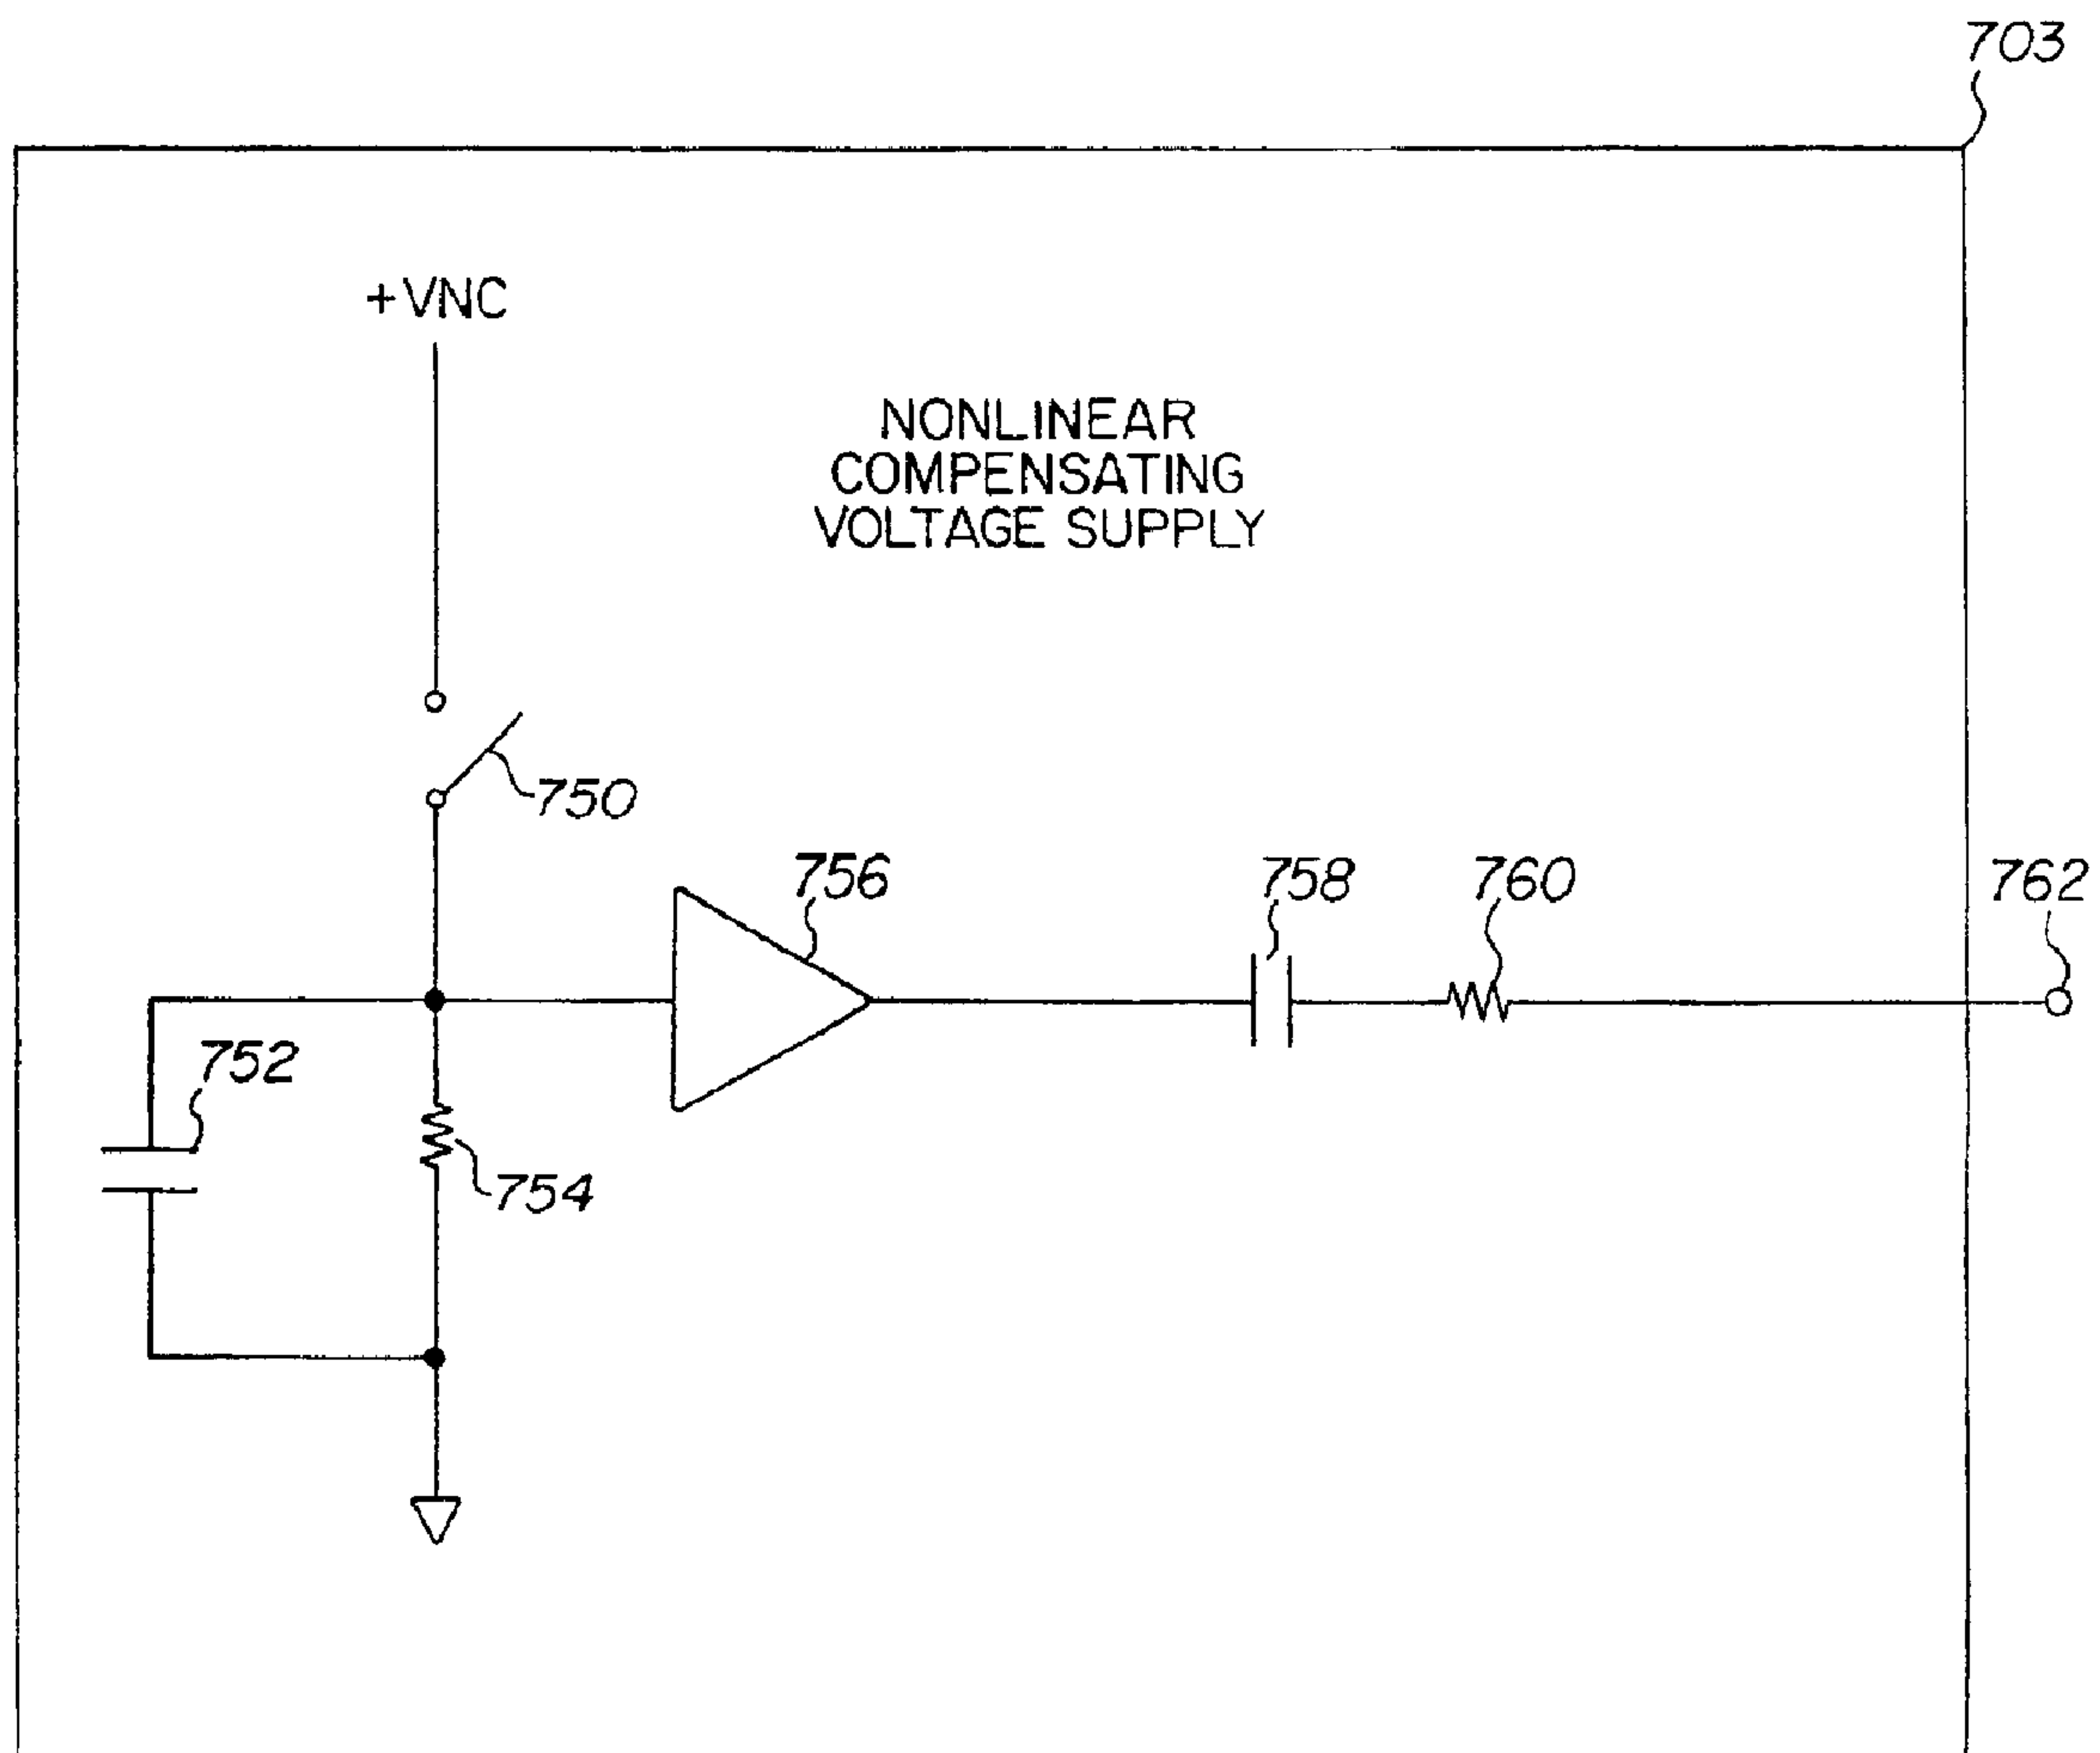 703
+VNC
NONLINEAR
COMPENSATING
VOLTAGE SUPPLY
750
756
758
760
762
752
754